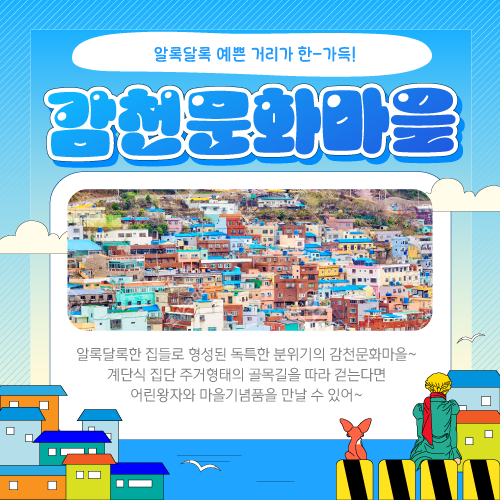 알록달록 예쁜 거리가 한-가득!
감천문화마을
알록달록한 집들로 형성된 독특한 분위기의 감천문화마을~
계단식 집단 주거형태의 골목길을 따라 걷는다면
어린왕자와 마을기념품을 만날 수 있어~